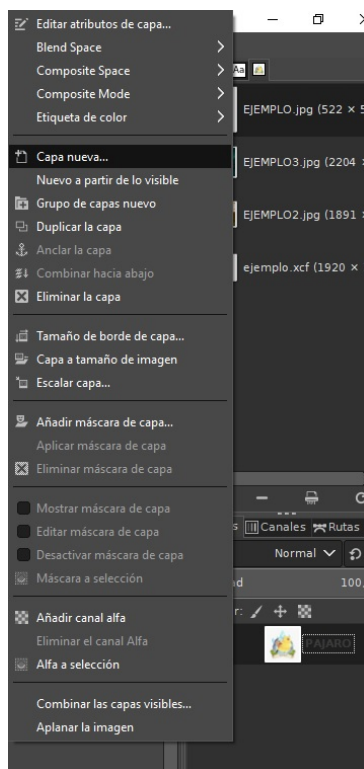 Editar atributos de capa...
Blend Space
Composite Space
Composite Mode
Etiqueta de color
Capa nueva...
Nuevo a partir de lo visible
Grupo de capas nuevo
Duplicar la capa
Anclar la capa
Combinar hacia abajo
Eliminar la capa
Tamaño de borde de capa...
Capa a tamaño de imagen
Escalar capa...
Añadir máscara de capa...
Aplicar máscara de capa
Eliminar máscara de capa
Mostrar máscara de capa
Editar máscara de capa
Desactivar máscara de capa
Máscara a selección
Añadir canal alfa
Eliminar el canal Alfa
Alfa a selección
Combinar las capas visibles...
Aplanar la imagen
Aa
EJEMPLO.jpg (522 × 5
EJEMPLO3.jpg (2204 ×
EJEMPLO2.jpg (1891 ×
ejemplo.xcf (1920 ×
s Canales Rutas
Normal
d 100,
r:
PAJARO